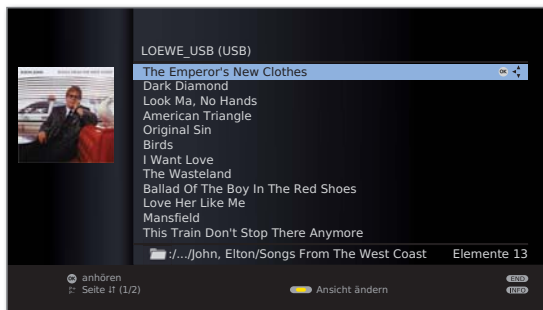 LOEWE_USB (USB)
The Emperor's New Clothes
OK
Dark Diamond
Look Ma, No Hands
American Triangle
Original Sin
Birds
I Want Love
The Wasteland
Ballad Of The Boy In The Red Shoes
Love Her Like Me
Mansfield
This Train Don't Stop There Anymore
:/.../John, Elton/Songs From The West Coast Elemente 13
OK anhören
END
Seite ↓↑ (1/2)
Ansicht ändern
INFO